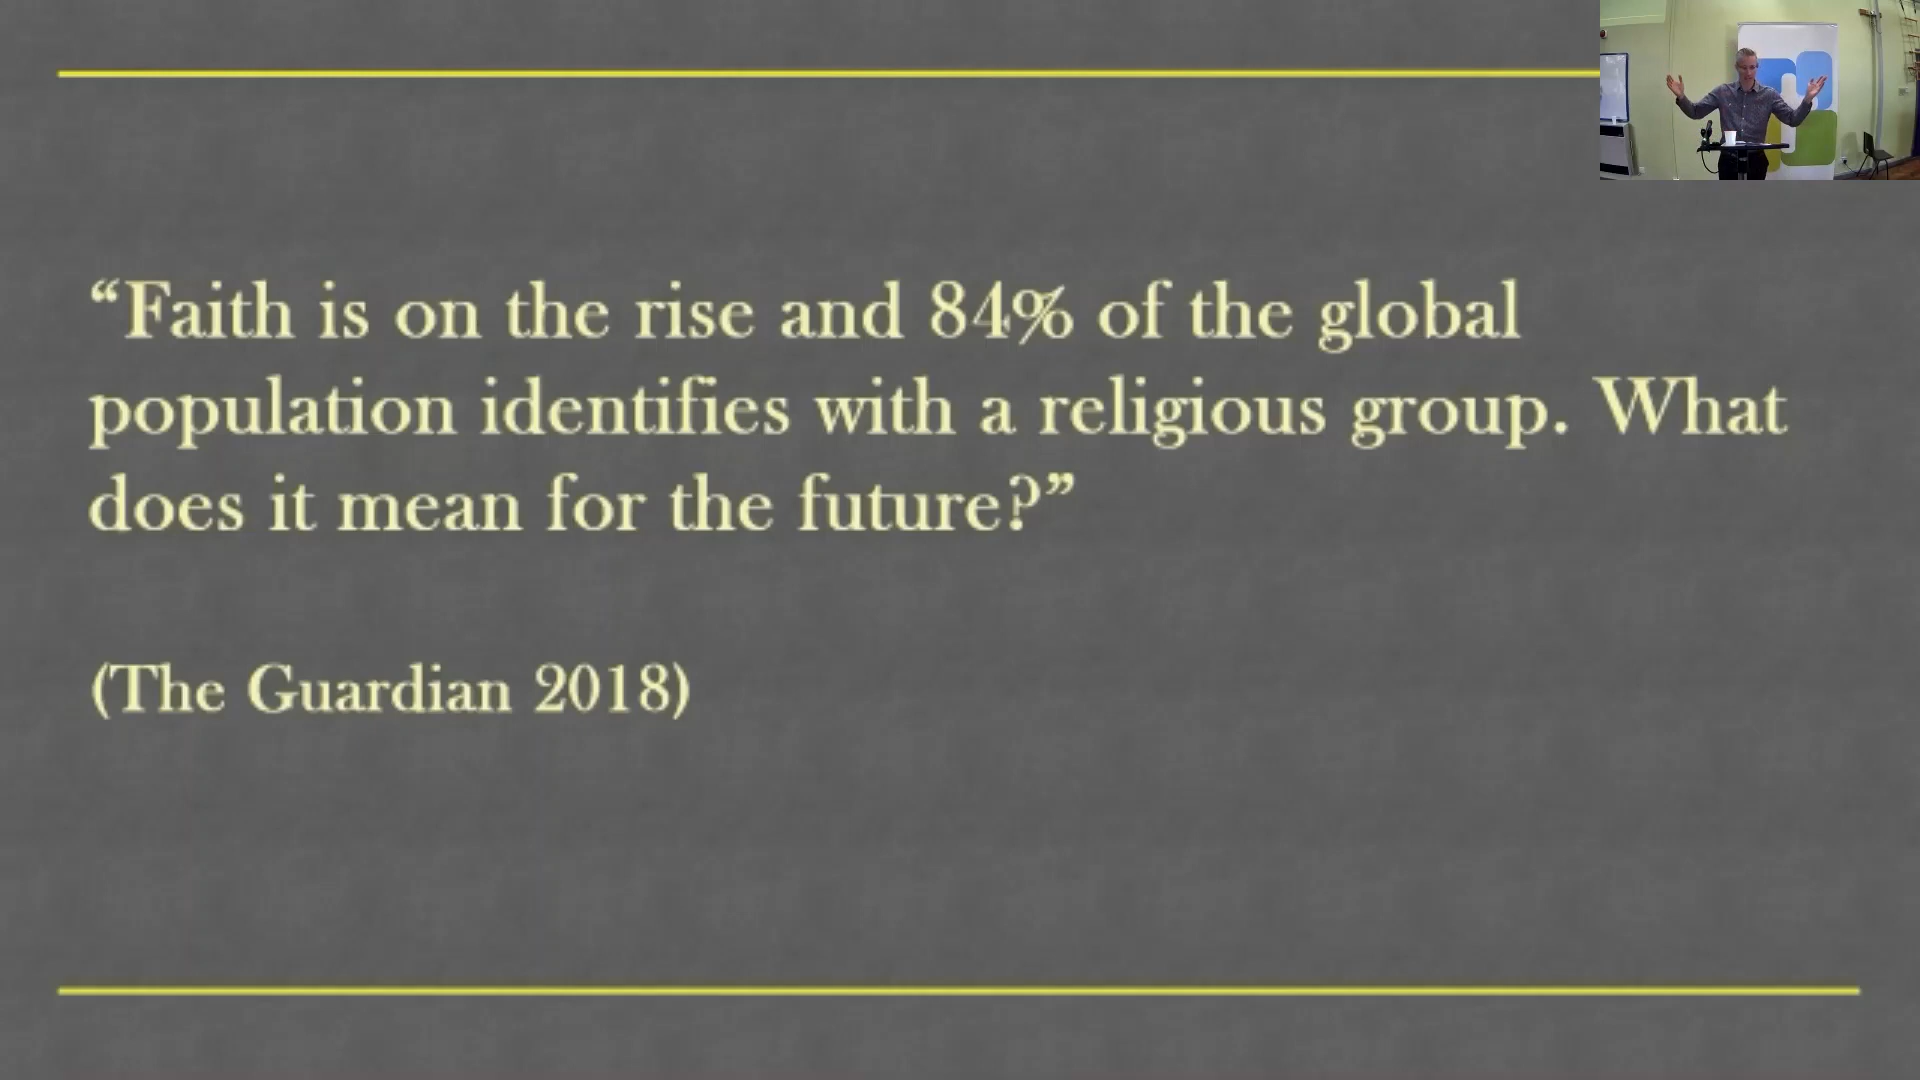 “Faith is on the rise and 84% of the global
population identifies with a religious group. What
does it mean for the future?”
(The Guardian 2018)